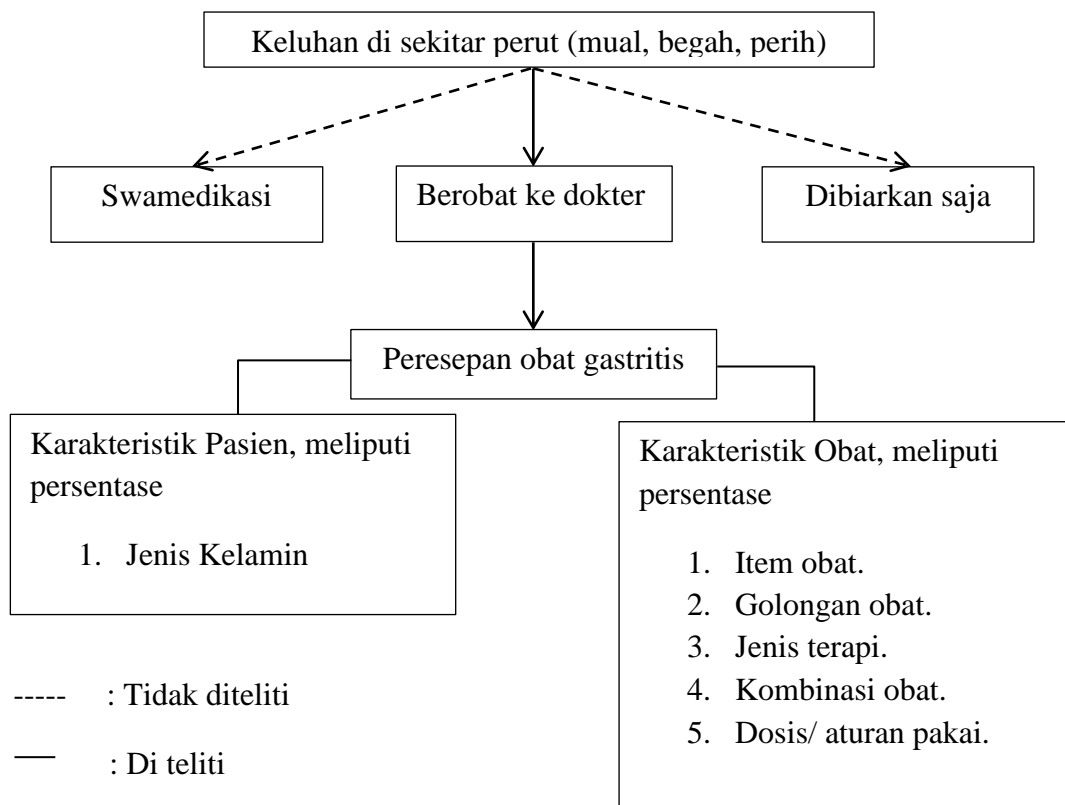 Keluhan di sekitar perut (mual, begah, perih)
Swamedikasi
Berobat ke dokter
Dibiarkan saja
Peresepan obat gastritis
Karakteristik Pasien, meliputi
persentase
1. Jenis Kelamin
Karakteristik Obat, meliputi
persentase
1. Item obat.
2. Golongan obat.
3. Jenis terapi.
4. Kombinasi obat.
5. Dosis/ aturan pakai.
----- : Tidak diteliti
— : Di teliti